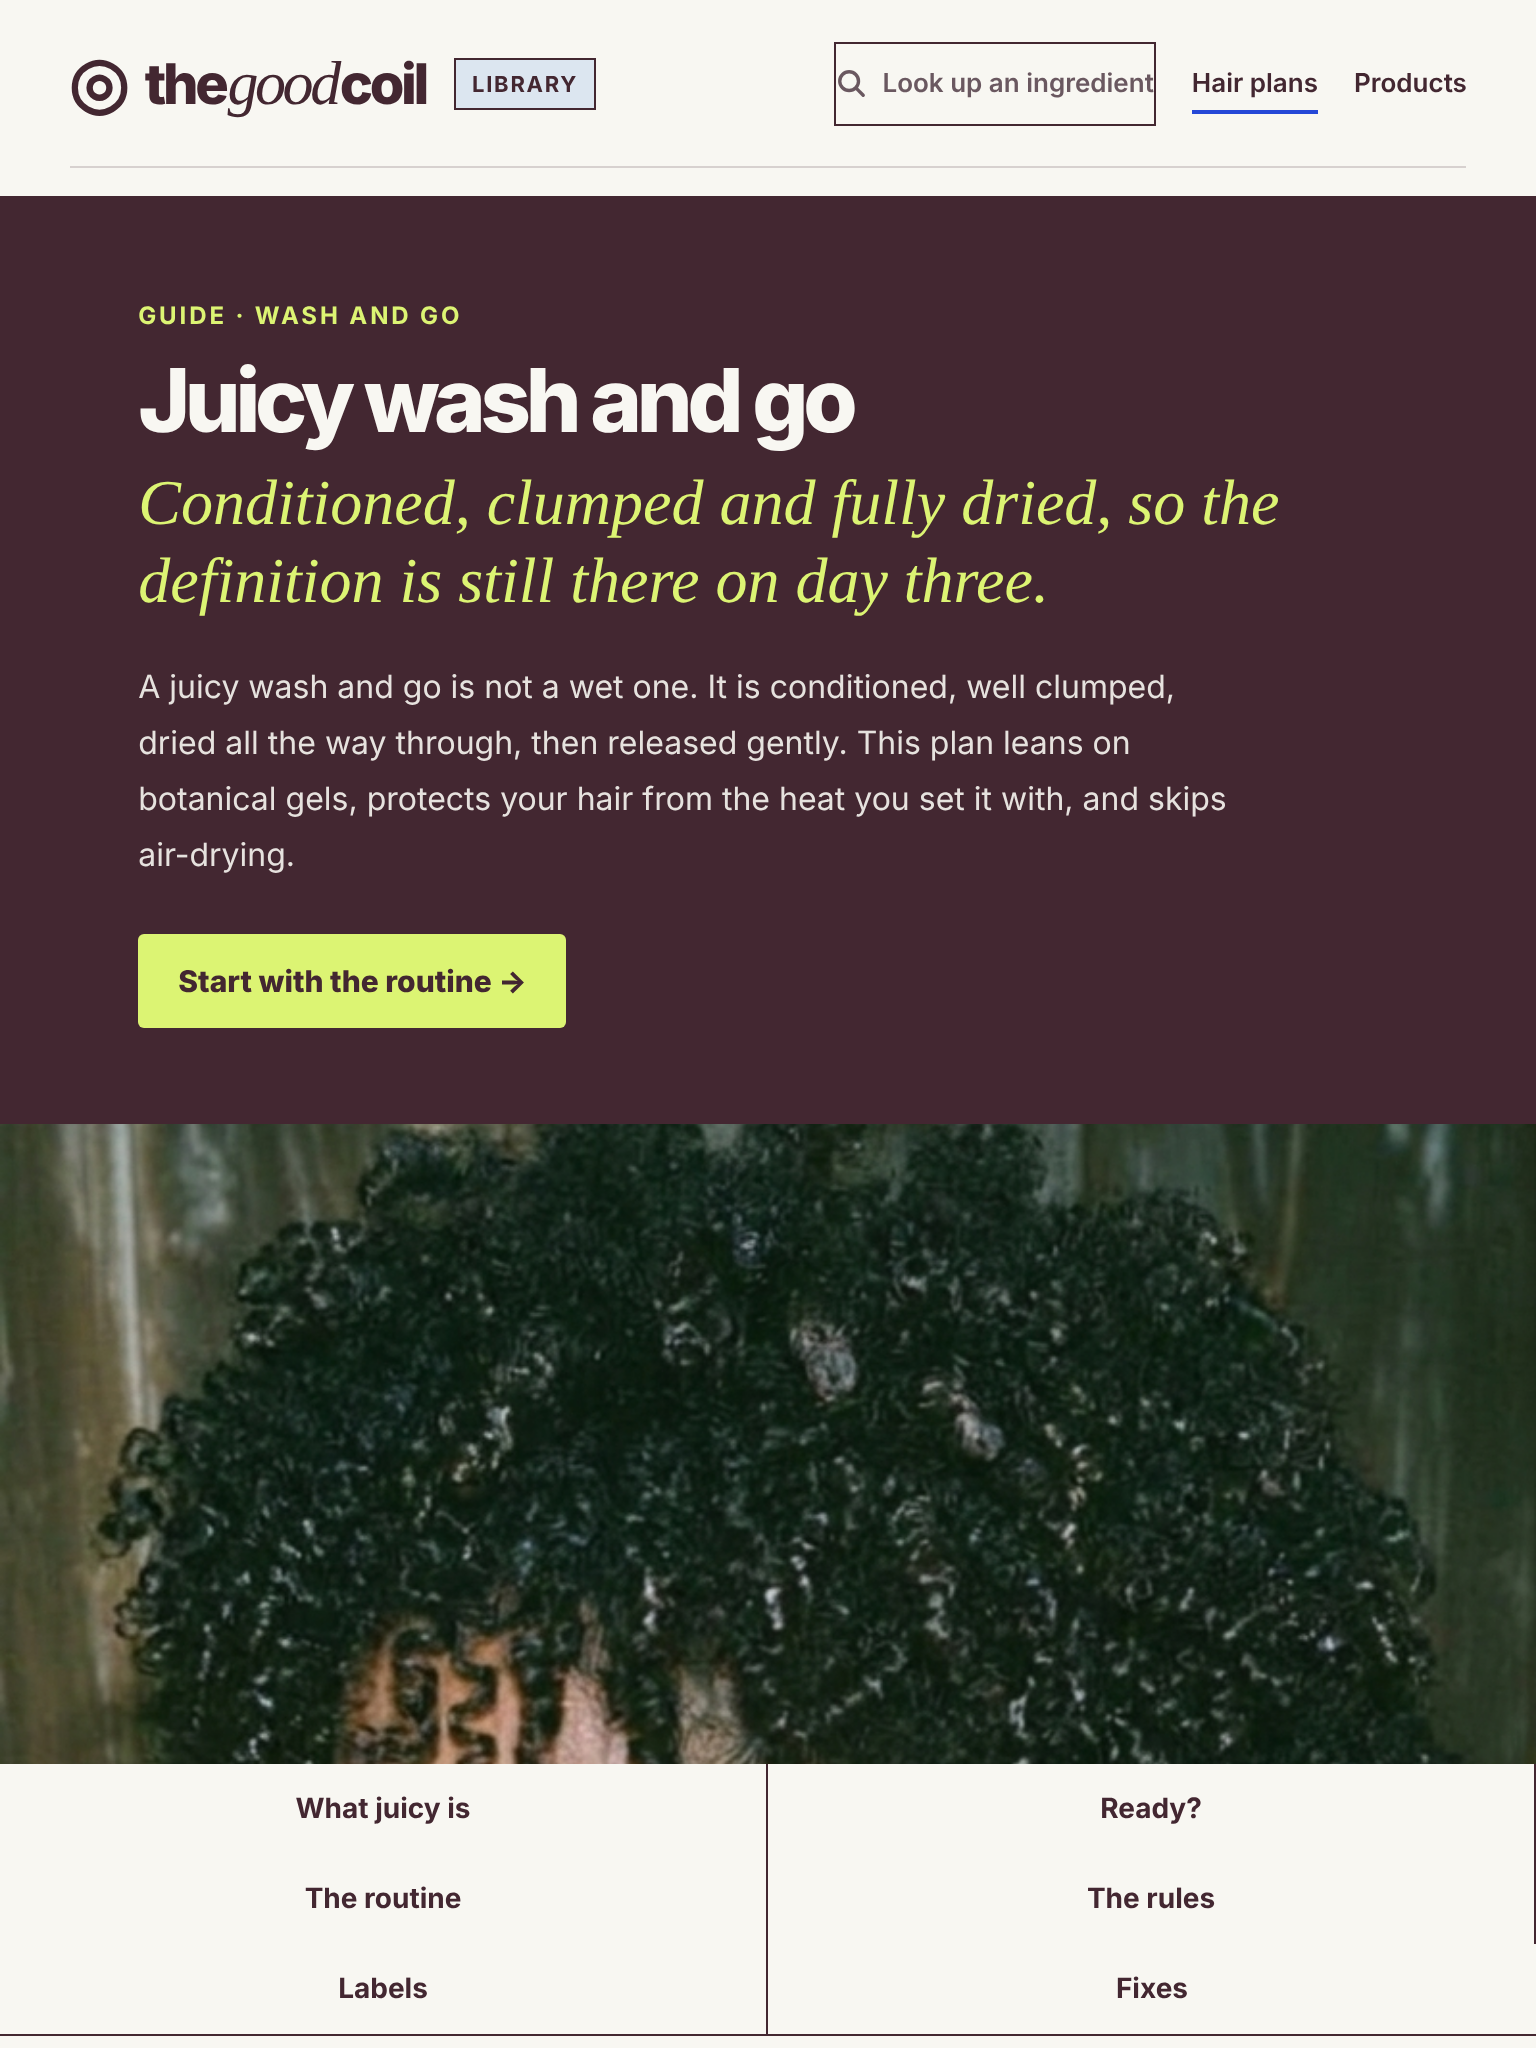 thegoodcoil
LIBRARY
Look up an ingredient
Hair plans
Products
GUIDE · WASH AND GO
Juicy wash and go
Conditioned, clumped and fully dried, so the
definition is still there on day three.
A juicy wash and go is not a wet one. It is conditioned, well clumped,
dried all the way through, then released gently. This plan leans on
botanical gels, protects your hair from the heat you set it with, and skips
air-drying.
Start with the routine →
What juicy is
Ready?
The routine
The rules
Labels
Fixes